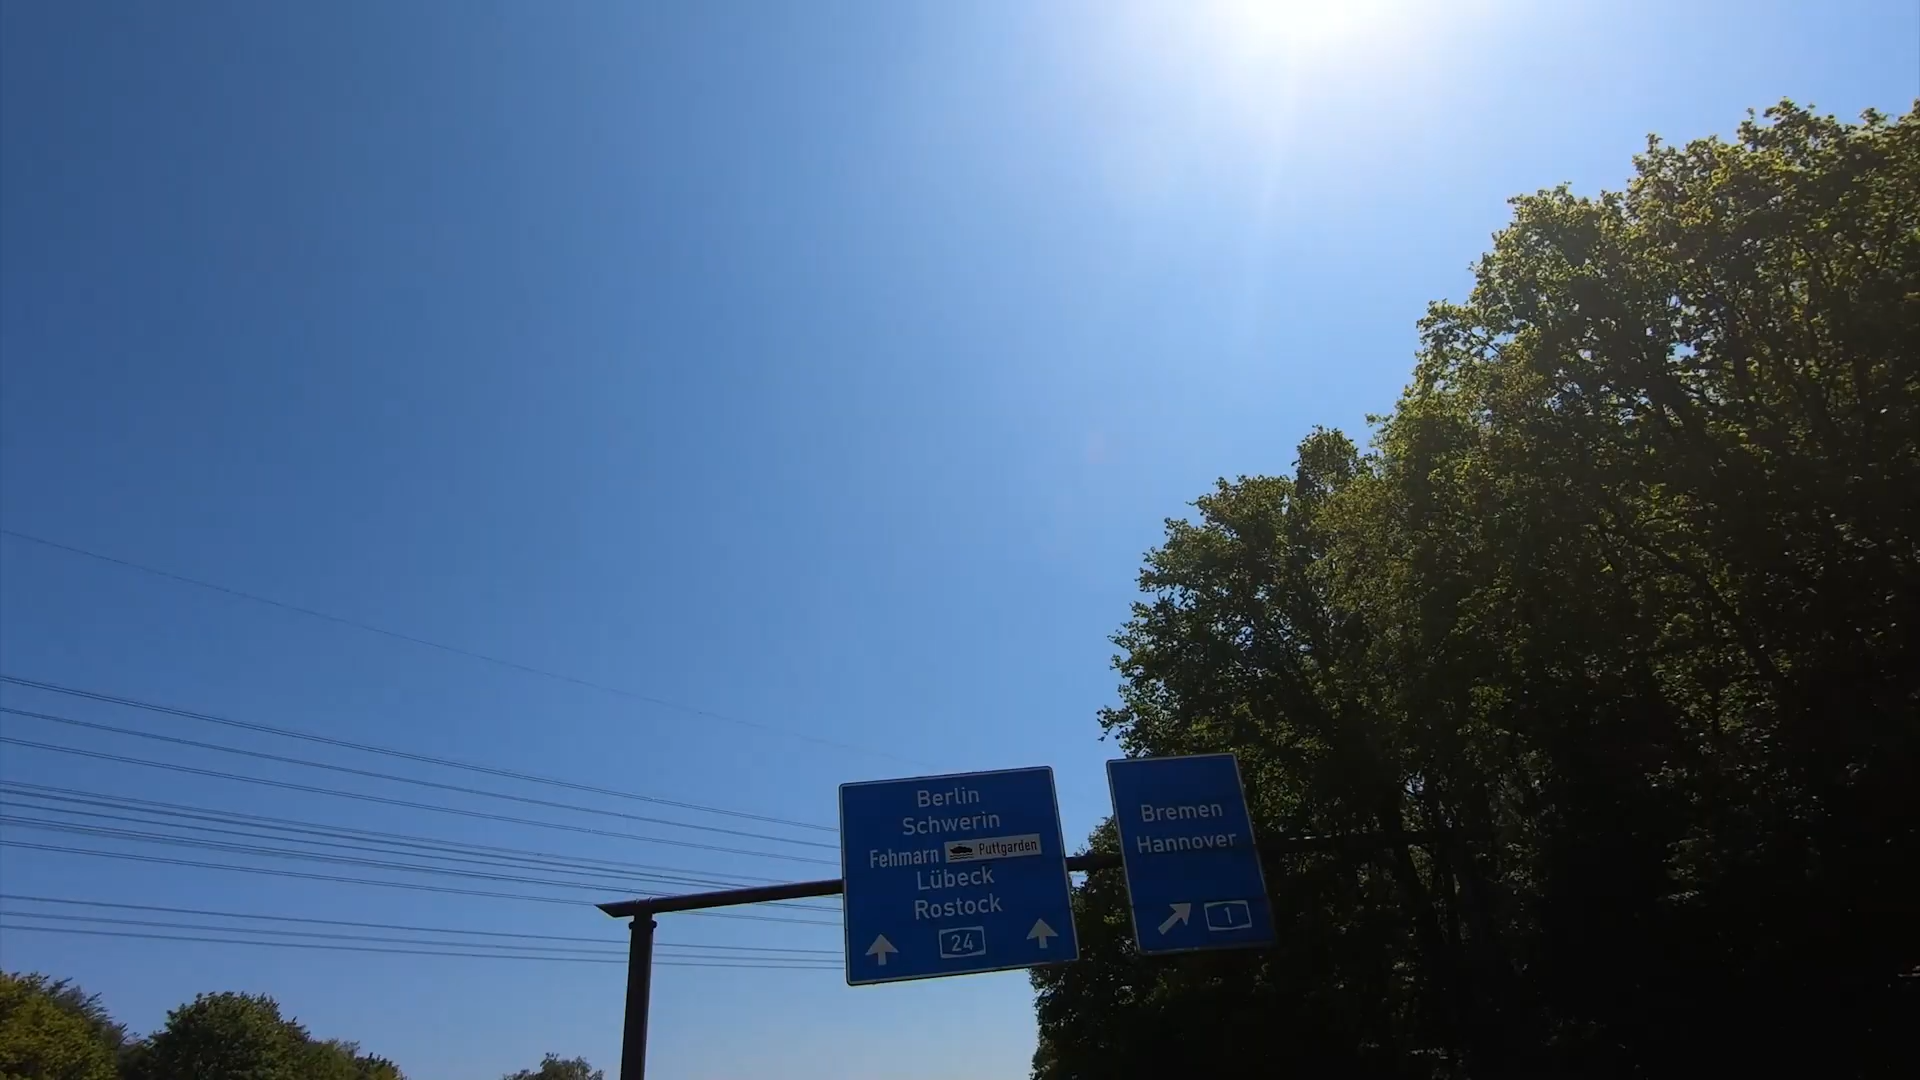 Berlin
Schwerin
Fehmarn Puttgarden
Lübeck
Rostock
24
Bremen
Hannover
1